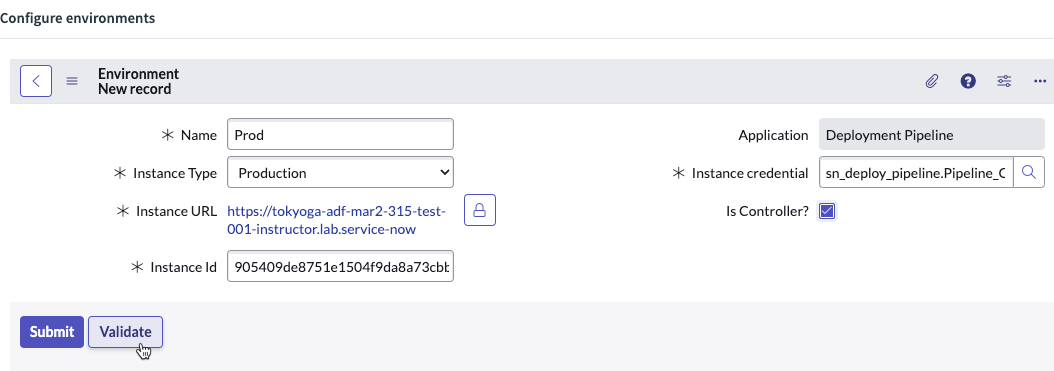 Configure environments
Environment
New record
Name
Prod
Application
Deployment Pipeline
Instance Type
Production
Instance credential
sn_deploy_pipeline.Pipeline_C
Instance URL
https://tokyoga-adf-mar2-315-test-
001-instructor.lab.service-now
Is Controller?
Instance Id
905409de8751e1504f9da8a73cbb
Submit
Validate